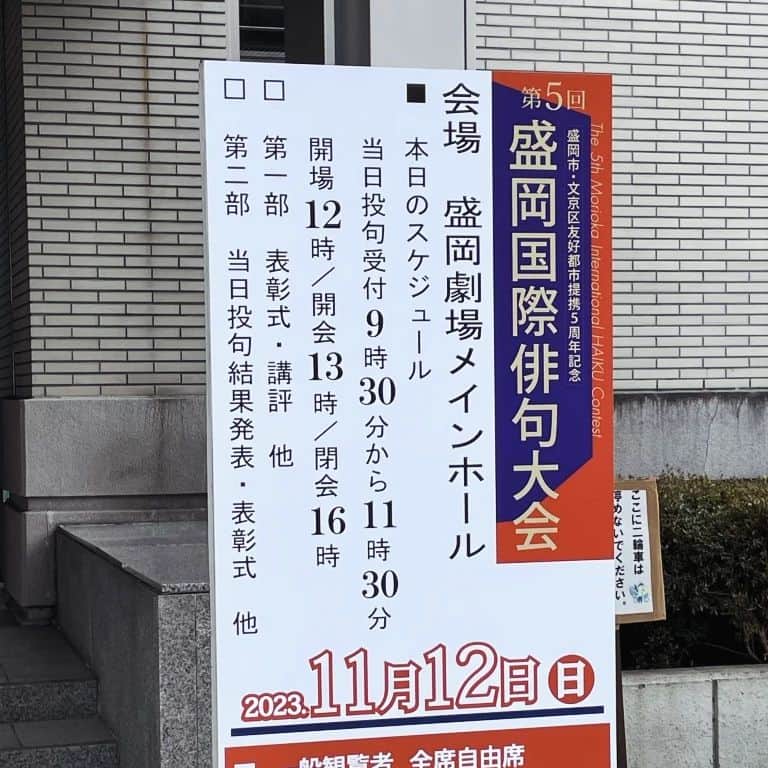 第5回
盛岡国際俳句大会
盛岡市・文京区友好都市提携5周年記念
The 5th Morioka International HAIKU Contest
会場 盛岡劇場メインホール
■ 本日のスケジュール
当日投句受付9時30分から11時30分
開場12時/開会13時/閉会16時
□ 第一部 表彰式・講評 他
□ 第二部 当日投句結果発表・表彰式 他
2023.11月12日日
一般観覧者 全席自由席
ここに二輪車は
停めないでください。